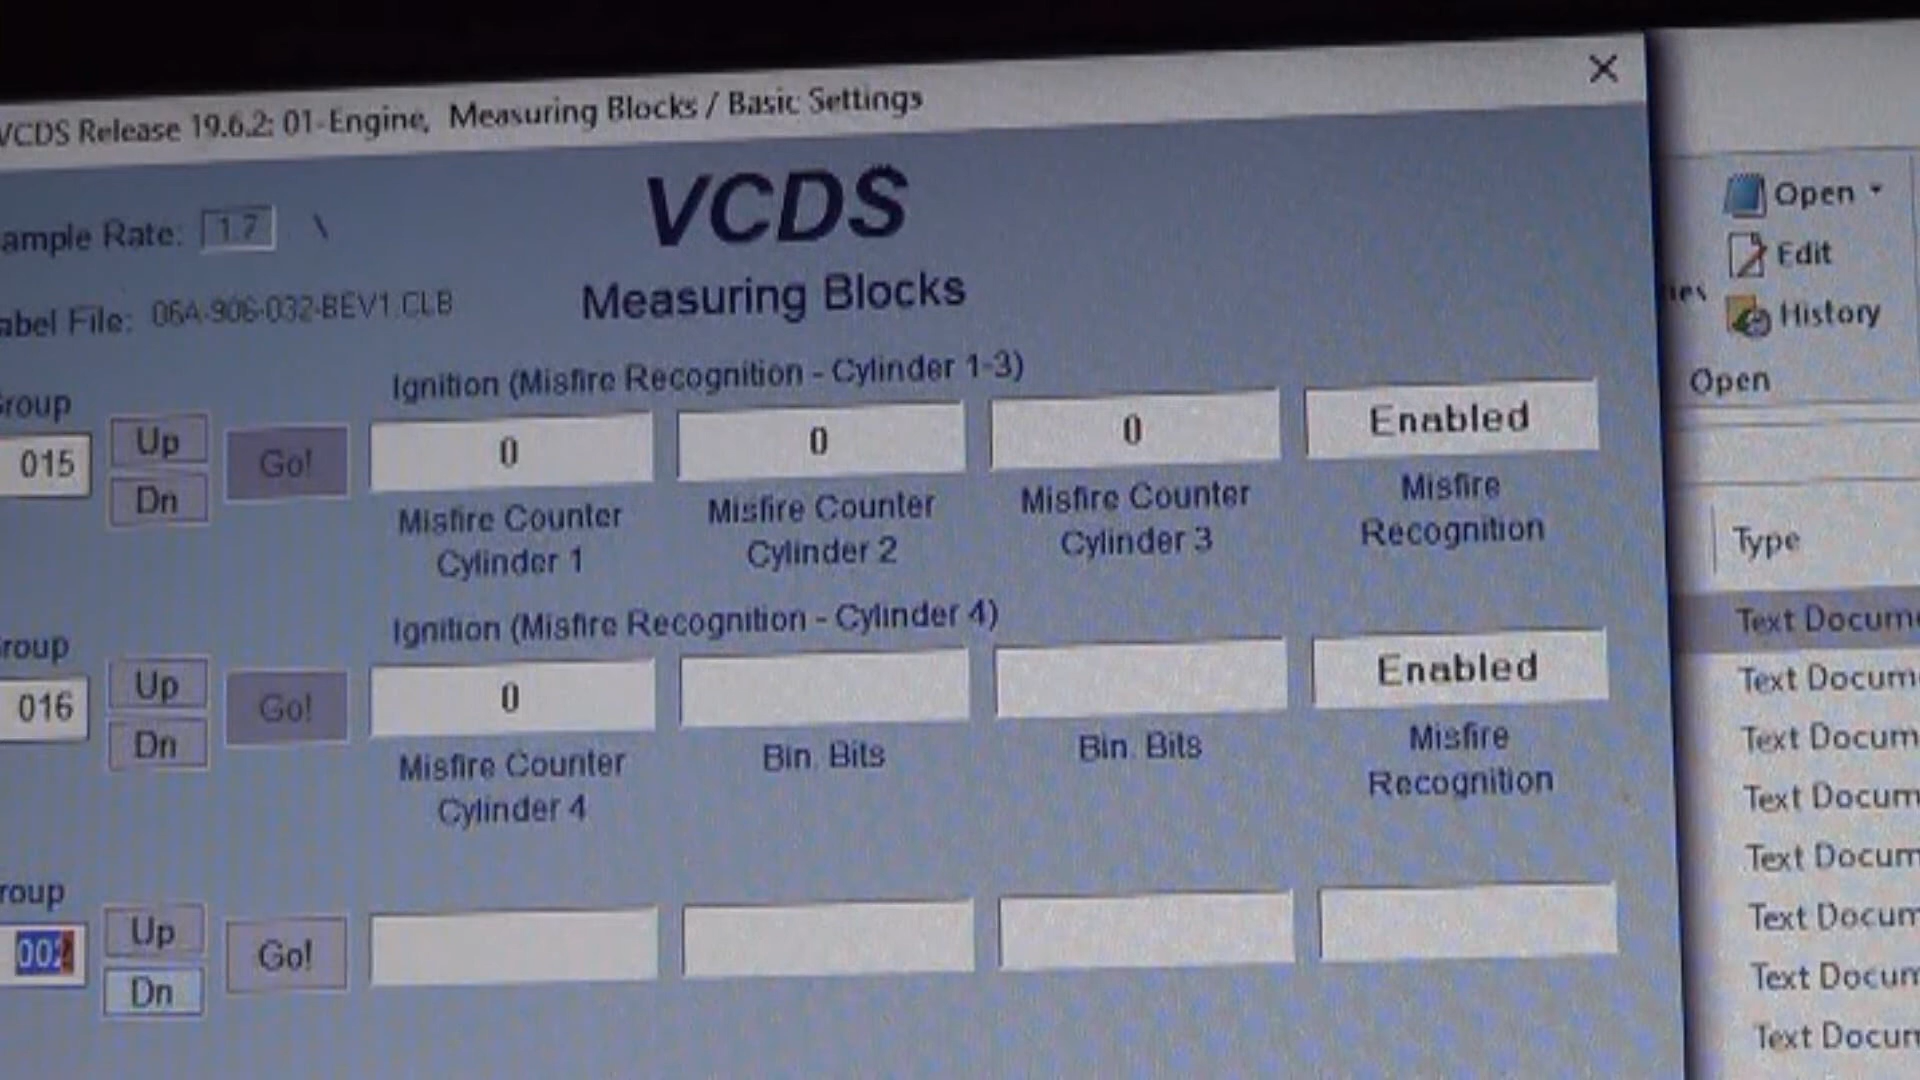 VCDS Release 19.6.2: 01-Engine, Measuring Blocks / Basic Settings
VCDS
Measuring Blocks
ample Rate: 1.7 \
abel File: 06A-906-032-BEV1.CLB
Ignition (Misfire Recognition - Cylinder 1-3)
roup
015
Up
Dn
Go!
0
0
0
Enabled
Misfire Counter
Cylinder 1
Misfire Counter
Cylinder 2
Misfire Counter
Cylinder 3
Misfire
Recognition
Ignition (Misfire Recognition - Cylinder 4)
roup
016
Up
Dn
Go!
0
Enabled
Misfire Counter
Cylinder 4
Bin. Bits
Bin. Bits
Misfire
Recognition
roup
002
Up
Dn
Go!
Open
Edit
History
Open
Type
Text Docume
Text Docum
Text Docum
Text Docum
Text Docum
Text Docum
Text Docum
Text Docum